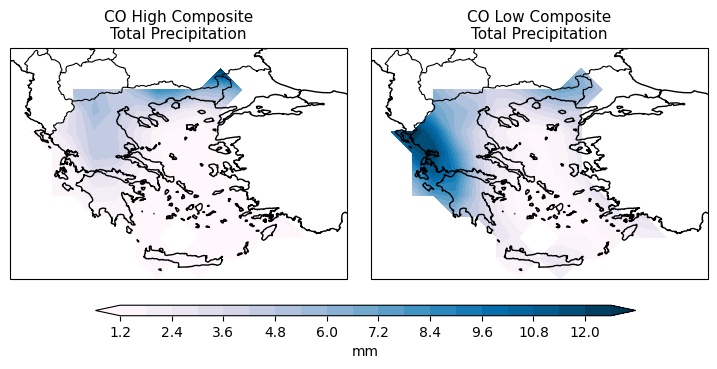 CO High Composite
Total Precipitation
CO Low Composite
Total Precipitation
1.2 2.4 3.6 4.8 6.0 7.2 8.4 9.6 10.8 12.0
mm